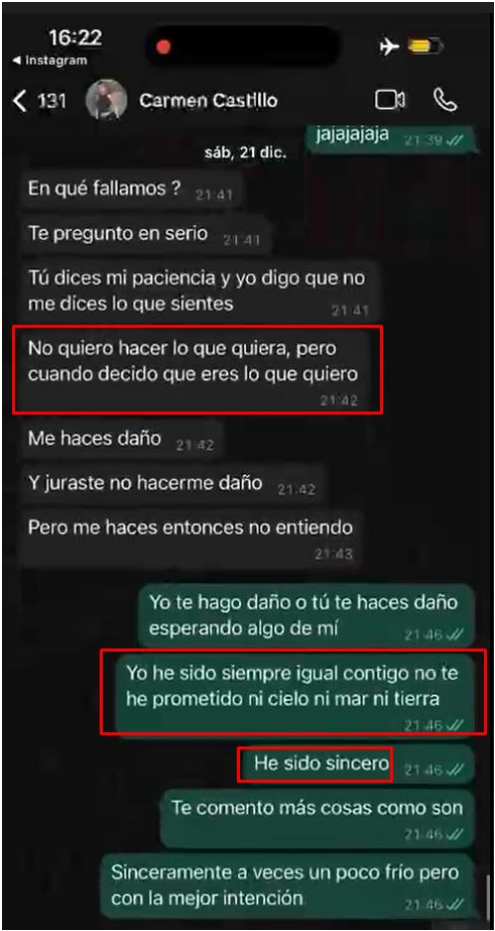 16:22
◀ Instagram
131
Carmen Castillo
jajajajaja 21:39
sáb, 21 dic.
En qué fallamos ? 21:41
Te pregunto en serio 21:41
Tú dices mi paciencia y yo digo que no
me dices lo que sientes
21:41
No quiero hacer lo que quiera, pero
cuando decido que eres lo que quiero
21:42
Me haces daño 21:42
Y juraste no hacerme daño 21:42
Pero me haces entonces no entiendo
21:43
Yo te hago daño o tú te haces daño
esperando algo de mí
21:46
Yo he sido siempre igual contigo no te
he prometido ni cielo ni mar ni tierra
21:46
He sido sincero 21:46
Te comento más cosas como son
21:46
Sinceramente a veces un poco frío pero
con la mejor intención
21:46